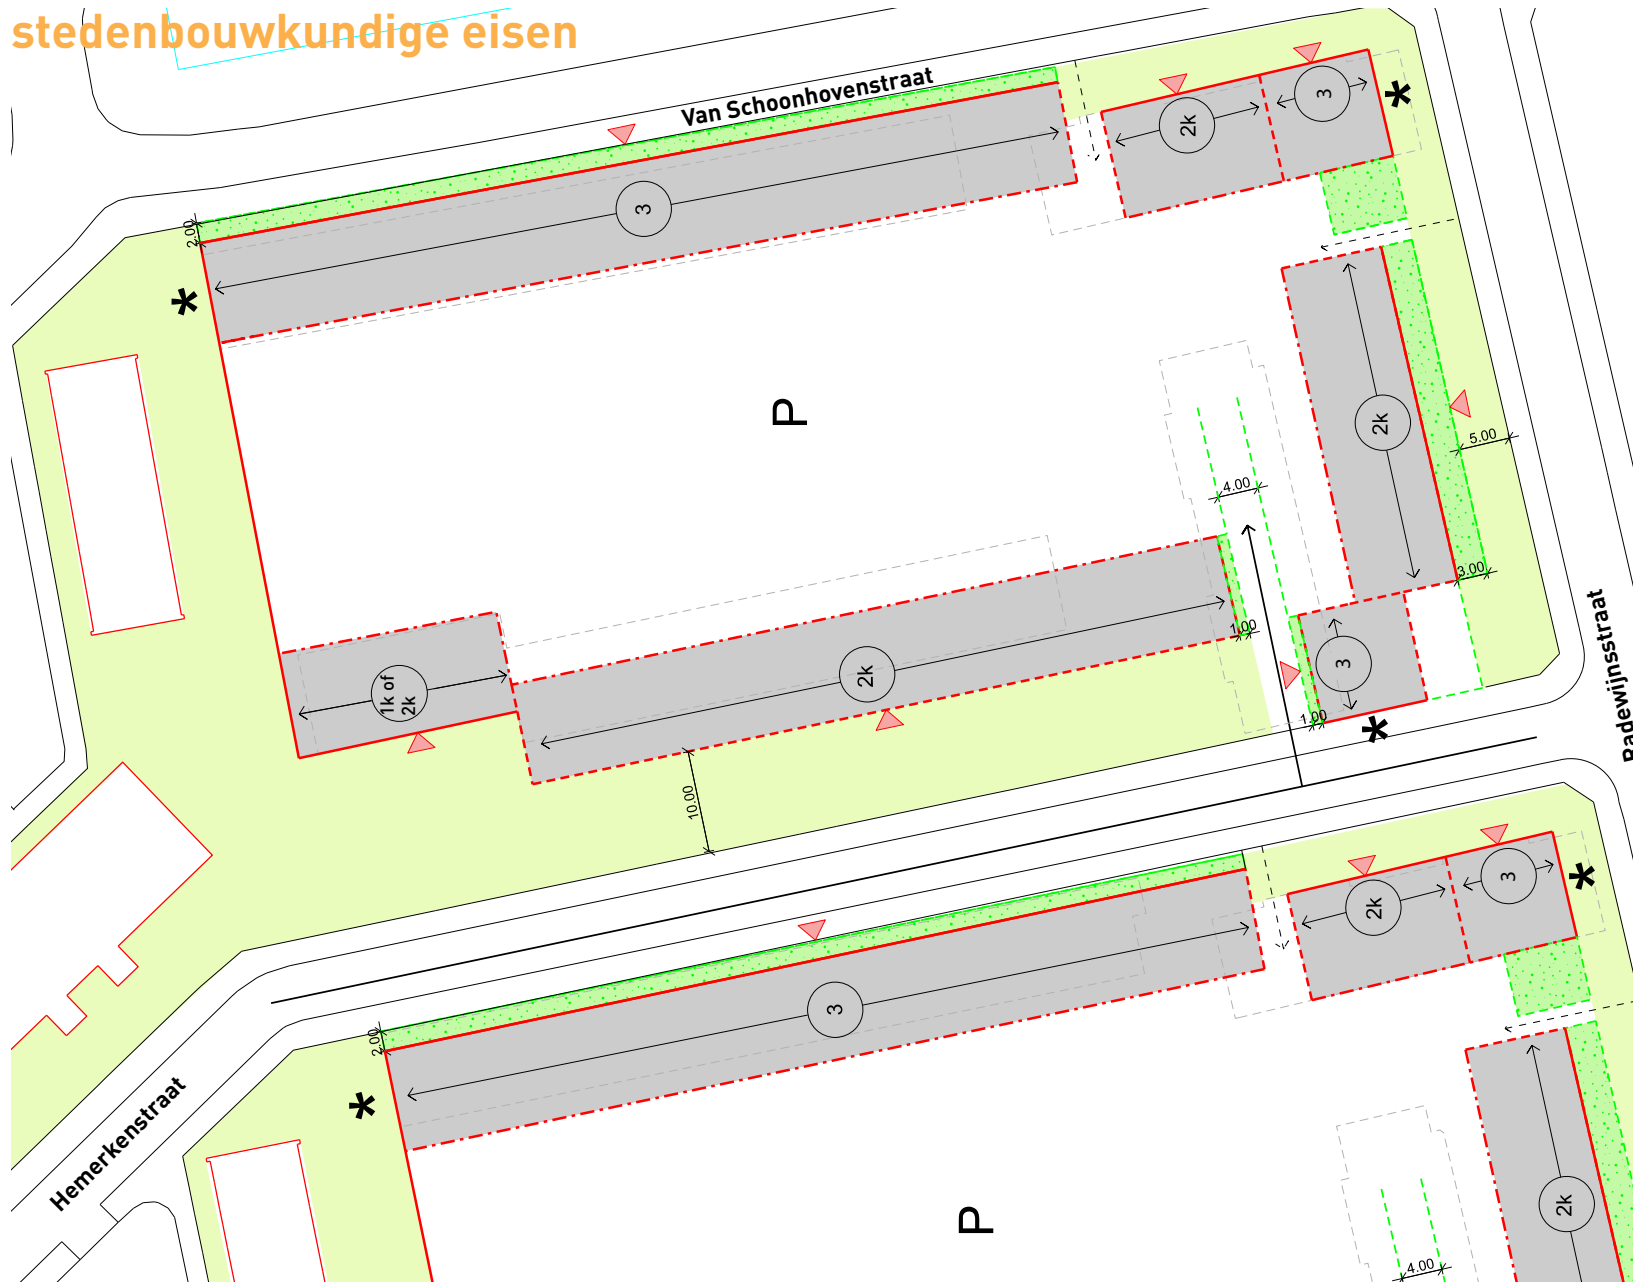 stedenbouwkundige eisen
Van Schoonhovenstraat
3
2k
3
*
2.00
*
P
2k
5.00
4.00
3.00
1.00
2k
1k of
2k
3
1.00
*
10.00
Radewijnsstraat
3
2k
3
*
2.00
*
Hemerkenstraat
P
2k
4.00